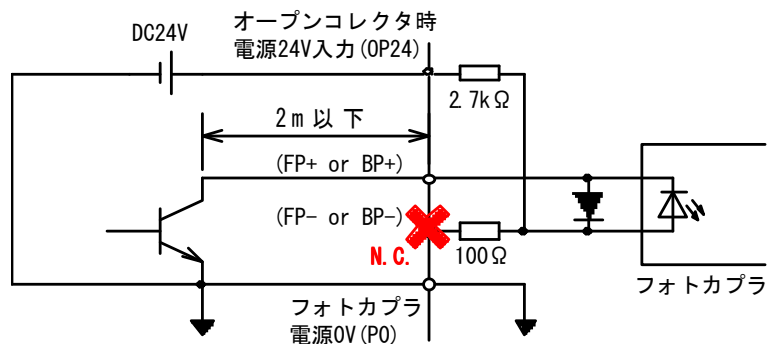 DC24V
オープンコレクタ時
電源24V入力(OP24)
2.7kΩ
2m以下
(FP+ or BP+)
(FP- or BP-)
N.C.
100Ω
フォトカプラ
フォトカプラ
電源0V(P0)